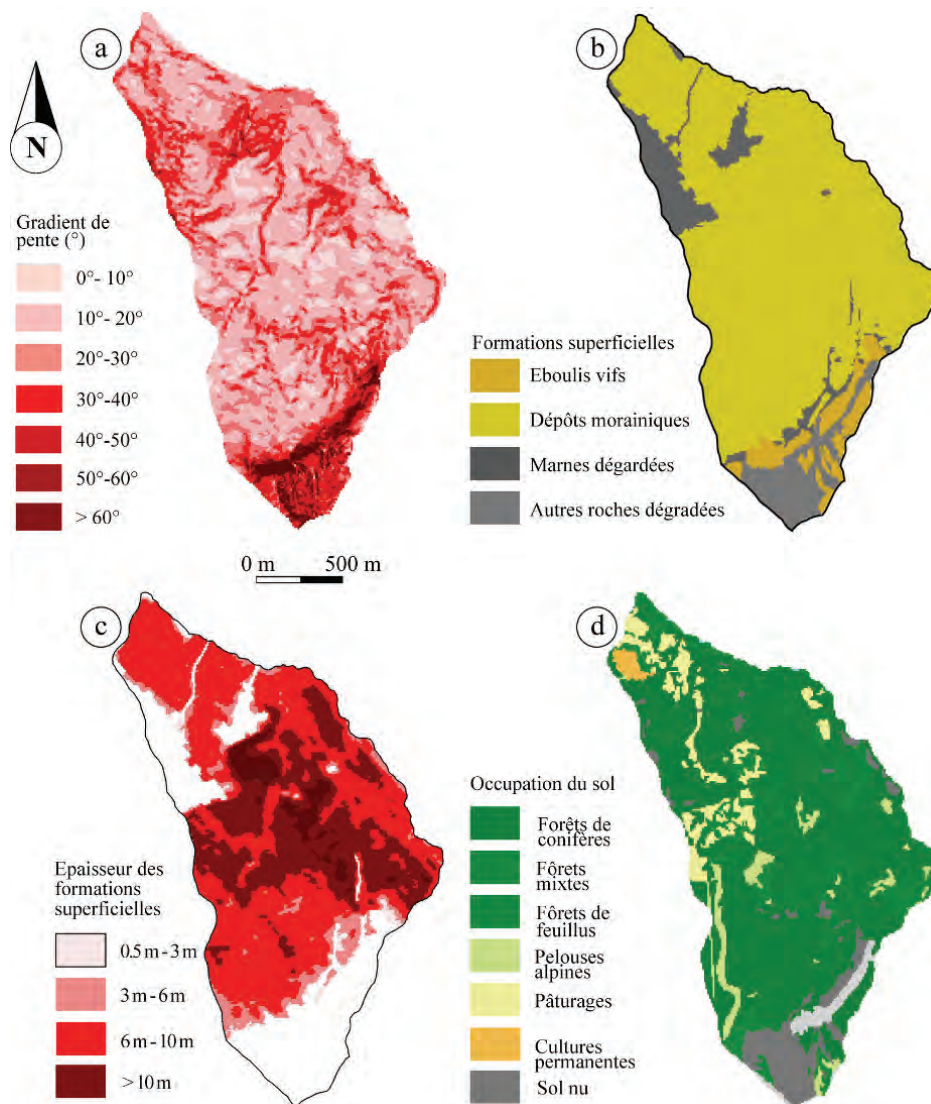 a
N
Gradient de
pente (°)
0°- 10°
10°- 20°
20°-30°
30°-40°
40°-50°
50°-60°
> 60°
b
Formations superficielles
Eboulis vifs
Dépôts morainiques
Marnes dégardées
Autres roches dégradées
0 m 500 m
c
Epaisseur des
formations
superficielles
0.5 m - 3 m
3 m - 6 m
6 m - 10 m
> 10 m
d
Occupation du sol
Forêts de
conifères
Fôrets
mixtes
Fôrets de
feuillus
Pelouses
alpines
Pâturages
Cultures
permanentes
Sol nu